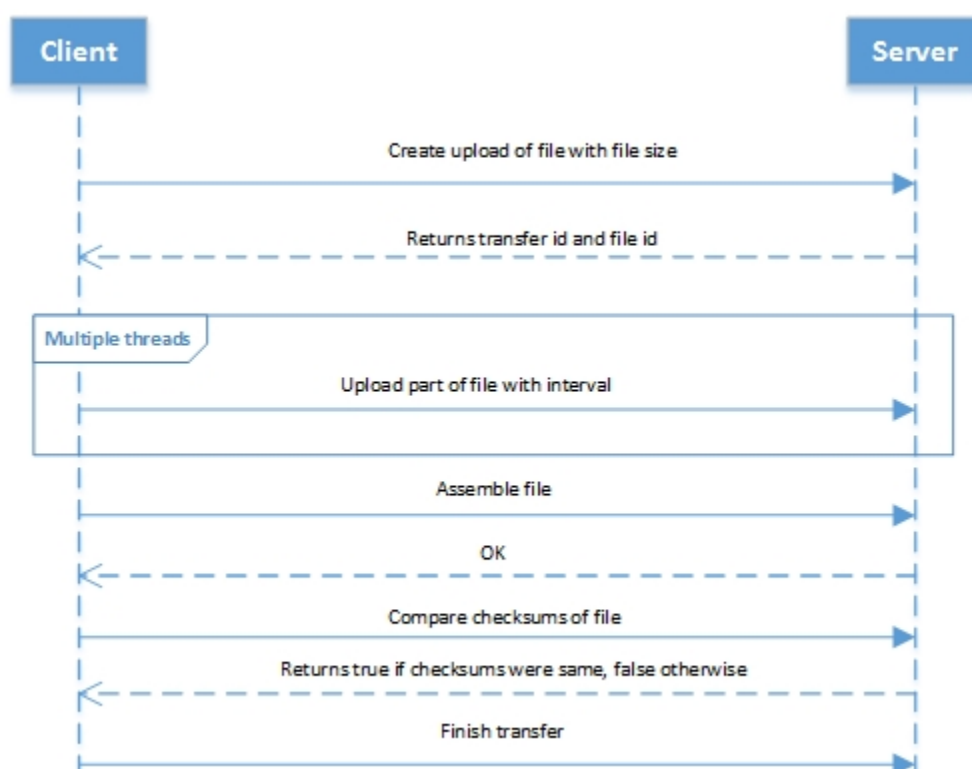 Client
Server
Create upload of file with file size
Returns transfer id and file id
Multiple threads
Upload part of file with interval
Assemble file
OK
Compare checksums of file
Returns true if checksums were same, false otherwise
Finish transfer